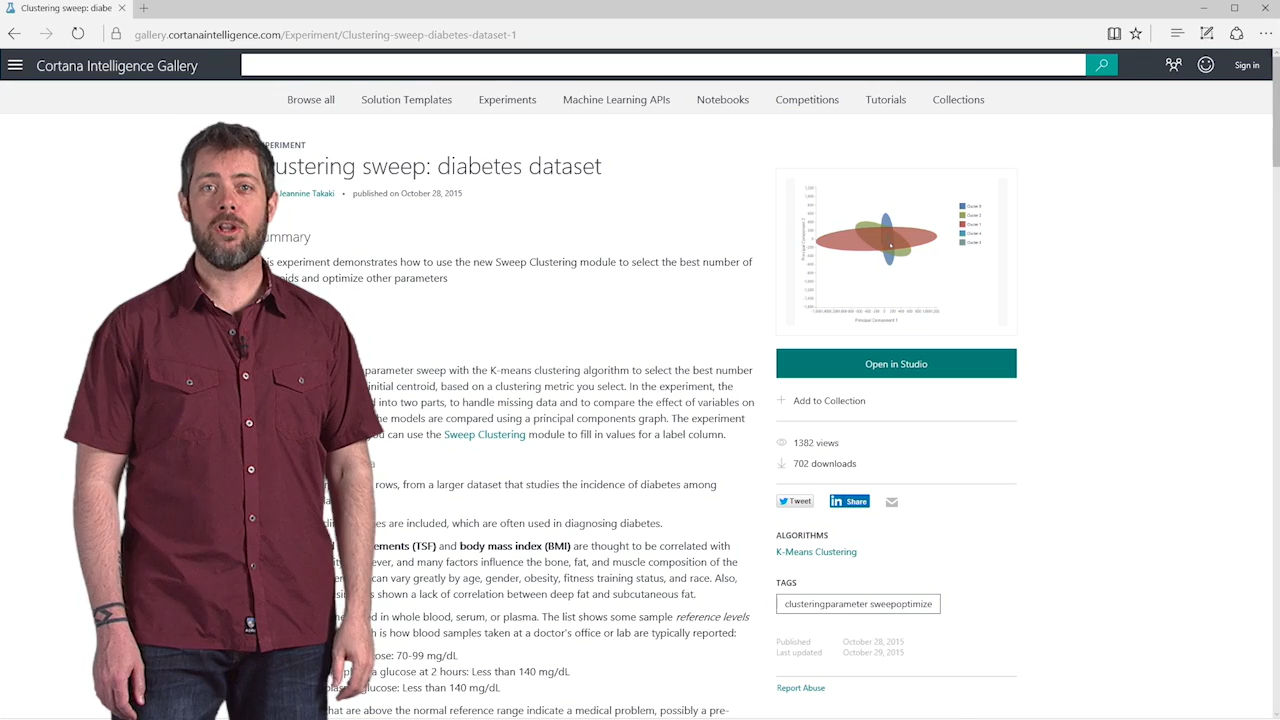 Clustering sweep: diabe
gallery.cortanaintelligence.com/Experiment/Clustering-sweep-diabetes-dataset-1
Cortana Intelligence Gallery
Sign in
Browse all
Solution Templates
Experiments
Machine Learning APIs
Notebooks
Competitions
Tutorials
Collections
PERIMENT
ustering sweep: diabetes dataset
Jeannine Takaki • published on October 28, 2015
ummary
is experiment demonstrates how to use the new Sweep Clustering module to select the best number of
oids and optimize other parameters
parameter sweep with the K-means clustering algorithm to select the best number
initial centroid, based on a clustering metric you select. In the experiment, the
into two parts, to handle missing data and to compare the effect of variables on
ne models are compared using a principal components graph. The experiment
ou can use the Sweep Clustering module to fill in values for a label column.
a
rows, from a larger dataset that studies the incidence of diabetes among
es are included, which are often used in diagnosing diabetes.
ements (TSF) and body mass index (BMI) are thought to be correlated with
ever, and many factors influence the bone, fat, and muscle composition of the
can vary greatly by age, gender, obesity, fitness training status, and race. Also,
s shown a lack of correlation between deep fat and subcutaneous fat.
ed in whole blood, serum, or plasma. The list shows some sample reference levels
h is how blood samples taken at a doctor's office or lab are typically reported:
ose: 70-99 mg/dL
a glucose at 2 hours: Less than 140 mg/dL
glucose: Less than 140 mg/dL
hat are above the normal reference range indicate a medical problem, possibly a pre-
Principal Component 2
Principal Component 1
Open in Studio
Add to Collection
1382 views
702 downloads
Tweet
in Share
ALGORITHMS
K-Means Clustering
TAGS
clusteringparameter sweepoptimize
Published October 28, 2015
Last updated October 29, 2015
Report Abuse